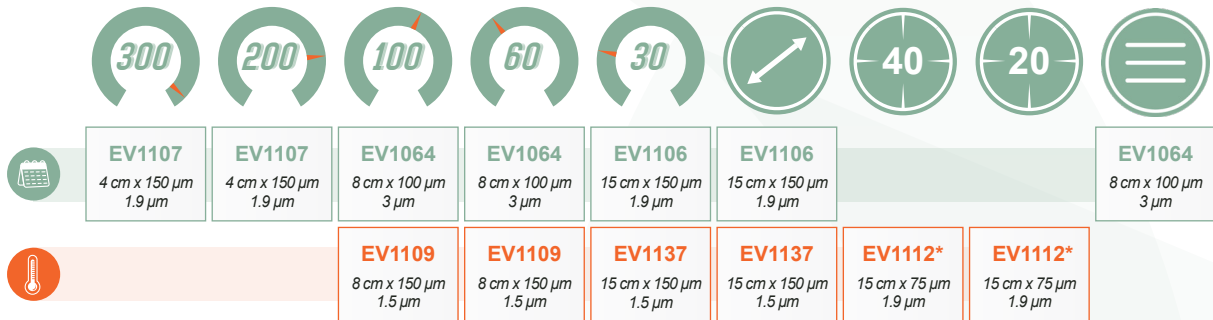 300
200
100
60
30
40
20
EV1107
4 cm x 150 µm
1.9 µm
EV1107
4 cm x 150 µm
1.9 µm
EV1064
8 cm x 100 µm
3 µm
EV1064
8 cm x 100 µm
3 µm
EV1106
15 cm x 150 µm
1.9 µm
EV1106
15 cm x 150 µm
1.9 µm
EV1064
8 cm x 100 µm
3 µm
EV1109
8 cm x 150 µm
1.5 µm
EV1109
8 cm x 150 µm
1.5 µm
EV1137
15 cm x 150 µm
1.5 µm
EV1137
15 cm x 150 µm
1.5 µm
EV1112*
15 cm x 75 µm
1.9 µm
EV1112*
15 cm x 75 µm
1.9 µm